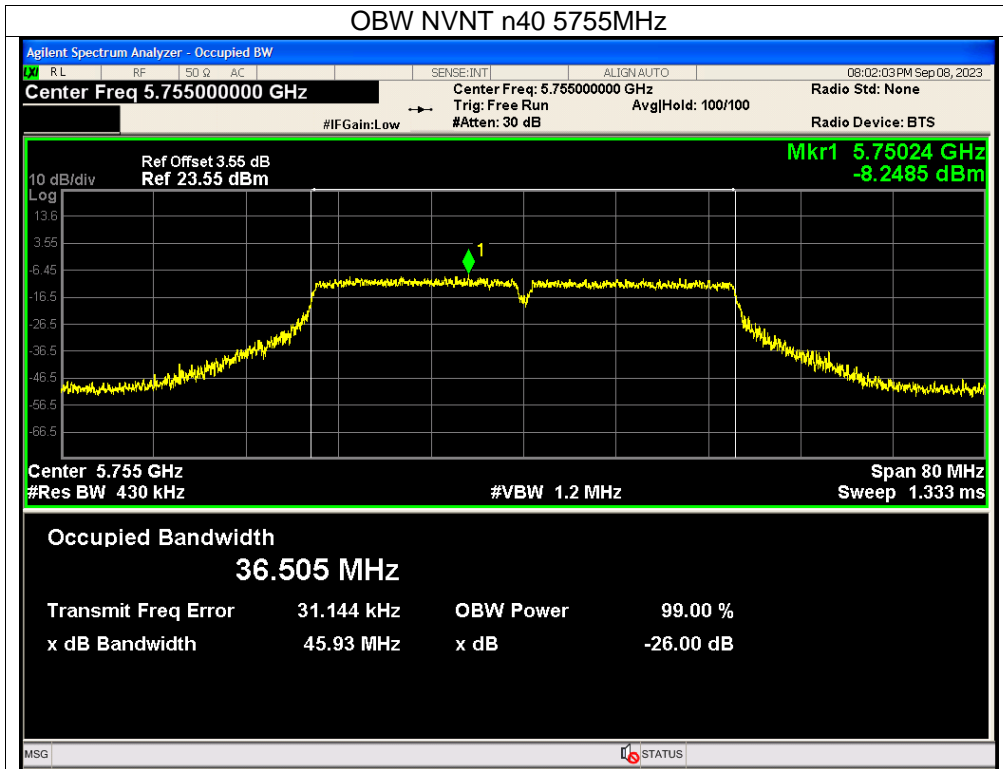 OBW NVNT n40 5755MHz
Agilent Spectrum Analyzer - Occupied BW
LXI RL RF 50 Ω AC SENSE:INT ALIGN AUTO 08:02:03 PM Sep 08, 2023
Center Freq 5.755000000 GHz Center Freq: 5.755000000 GHz Radio Std: None
Trig: Free Run Avg|Hold: 100/100
#IFGain:Low #Atten: 30 dB Radio Device: BTS
Mkr1 5.75024 GHz
-8.2485 dBm
Ref Offset 3.55 dB
10 dB/div Ref 23.55 dBm
Log
13.6
3.55
-6.45
-16.5
-26.5
-36.5
-46.5
-56.5
-66.5
1
Center 5.755 GHz Span 80 MHz
#Res BW 430 kHz #VBW 1.2 MHz Sweep 1.333 ms
Occupied Bandwidth
36.505 MHz
Transmit Freq Error 31.144 kHz OBW Power 99.00 %
x dB Bandwidth 45.93 MHz x dB -26.00 dB
MSG STATUS